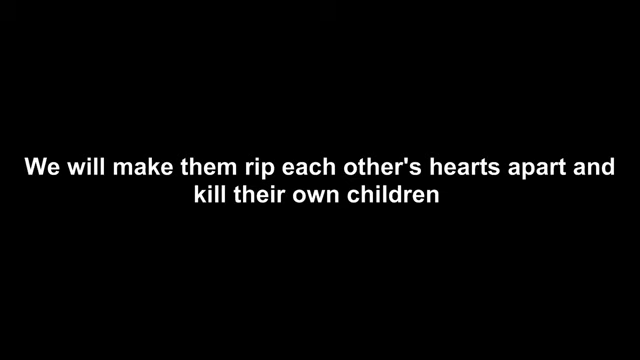 We will make them rip each other's hearts apart and
kill their own children